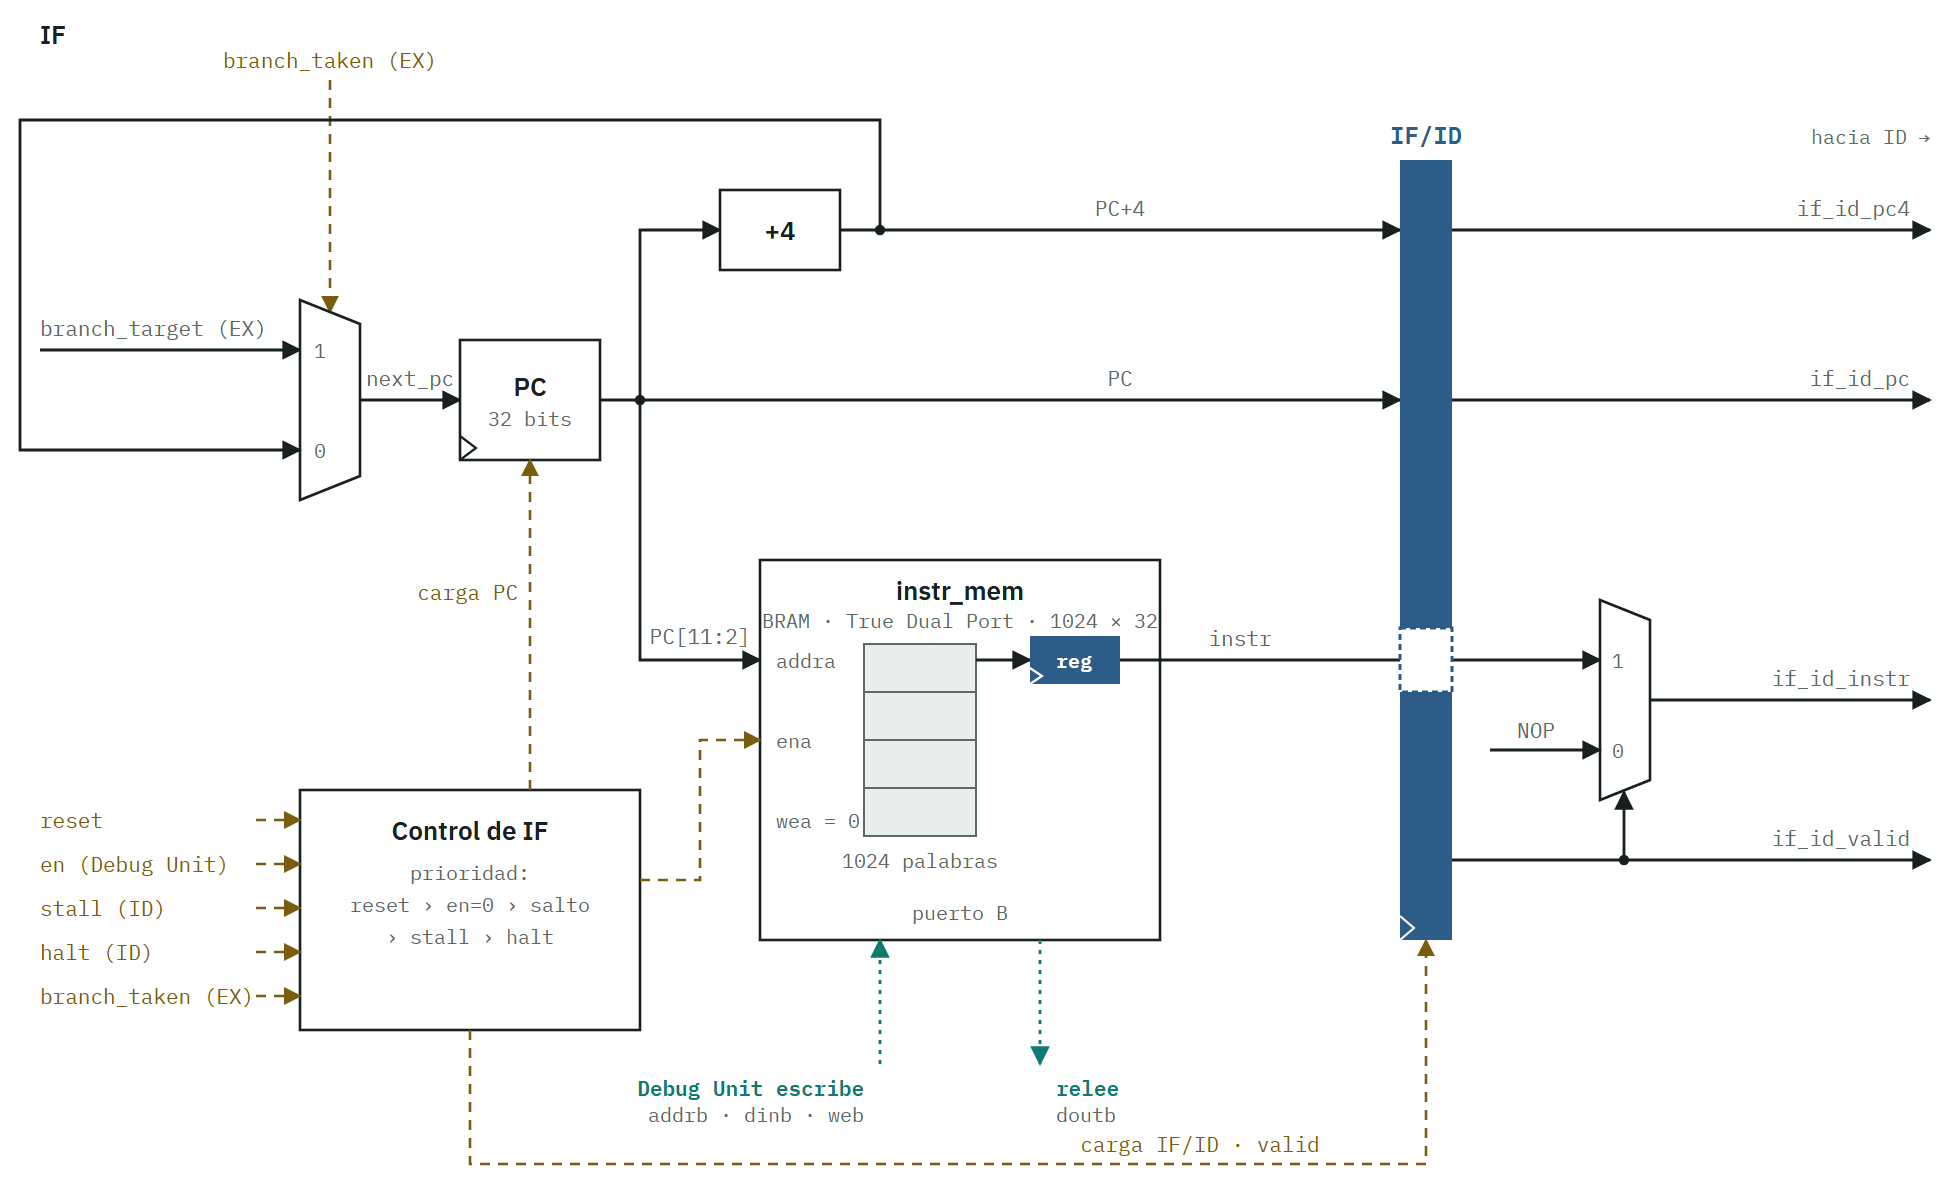 IF
branch_taken (EX)
IF/ID
hacia ID →
+4
PC+4
if_id_pc4
branch_target (EX)
1
next_pc
PC
32 bits
PC
if_id_pc
0
carga PC
instr_mem
BRAM · True Dual Port · 1024 × 32
PC[11:2]
addra
reg
instr
1
if_id_instr
NOP
ena
0
wea = 0
1024 palabras
if_id_valid
puerto B
reset
en (Debug Unit)
stall (ID)
halt (ID)
branch_taken (EX)
Control de IF
prioridad:
reset › en=0 › salto
› stall › halt
Debug Unit escribe
addrb · dinb · web
relee
doutb
carga IF/ID · valid